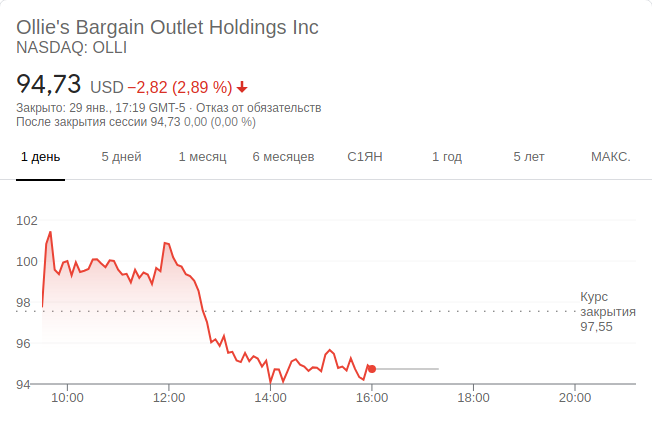 Ollie's Bargain Outlet Holdings Inc
NASDAQ: OLLI
94,73 USD −2,82 (2,89 %)
Закрыто: 29 янв., 17:19 GMT-5 · Отказ от обязательств
После закрытия сессии 94,73 0,00 (0,00 %)
1 день 5 дней 1 месяц 6 месяцев С1ЯН 1 год 5 лет МАКС.
102
100
98
96
94
Курс
закрытия
97,55
10:00 12:00 14:00 16:00 18:00 20:00